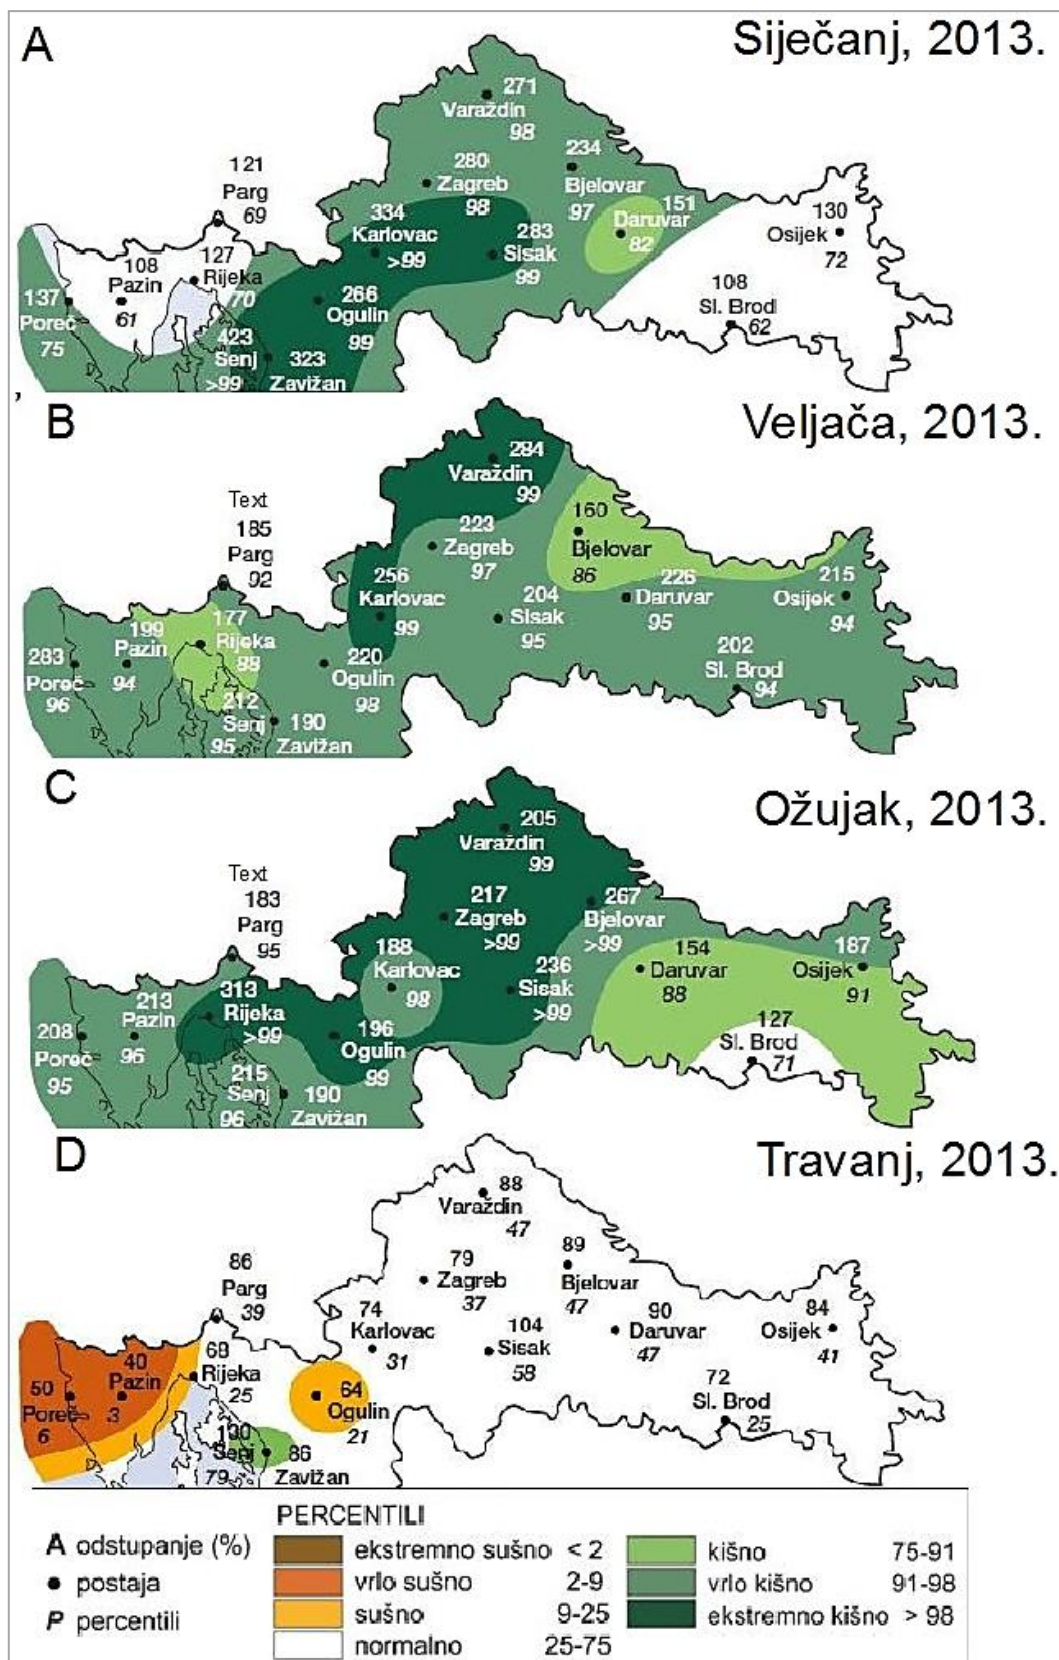 A
Siječanj, 2013.
271
Varaždin
98
280
Zagreb
98
234
Bjelovar
97
151
Daruvar
82
130
Osijek
72
121
Parg
69
334
Karlovac
>99
283
Sisak
99
127
Rijeka
70
108
Pazin
61
137
Poreč
75
266
Ogulin
99
108
Sl. Brod
62
423
Senj
>99
323
Zavižan
,
B
Veljača, 2013.
284
Varaždin
99
Text
185
Parg
92
223
Zagreb
97
160
Bjelovar
86
256
Karlovac
99
204
Sisak
95
226
Daruvar
95
215
Osijek
94
177
Rijeka
88
199
Pazin
94
283
Poreč
96
220
Ogulin
98
202
Sl. Brod
94
212
Senj
95
190
Zavižan
C
Ožujak, 2013.
205
Varaždin
99
Text
183
Parg
95
217
Zagreb
>99
267
Bjelovar
>99
188
Karlovac
98
236
Sisak
>99
154
Daruvar
88
187
Osijek
91
313
Rijeka
>99
213
Pazin
96
208
Poreč
95
196
Ogulin
99
127
Sl. Brod
71
215
Senj
96
190
Zavižan
D
Travanj, 2013.
88
Varaždin
47
86
Parg
39
79
Zagreb
37
89
Bjelovar
47
74
Karlovac
31
104
Sisak
58
90
Daruvar
47
84
Osijek
41
68
Rijeka
25
40
Pazin
3
50
Poreč
6
64
Ogulin
21
72
Sl. Brod
25
130
Senj
79
86
Zavižan
A odstupanje (%)
postaja
P percentili
PERCENTILI
ekstremno sušno < 2
vrlo sušno 2-9
sušno 9-25
normalno 25-75
kišno 75-91
vrlo kišno 91-98
ekstremno kišno > 98